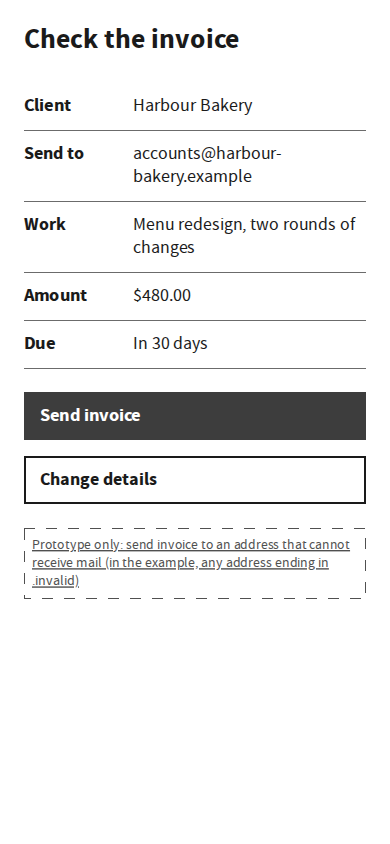 Check the invoice
Client Harbour Bakery
Send to accounts@harbour-
bakery.example
Work Menu redesign, two rounds of
changes
Amount $480.00
Due In 30 days
Send invoice
Change details
Prototype only: send invoice to an address that cannot
receive mail (in the example, any address ending in
.invalid)